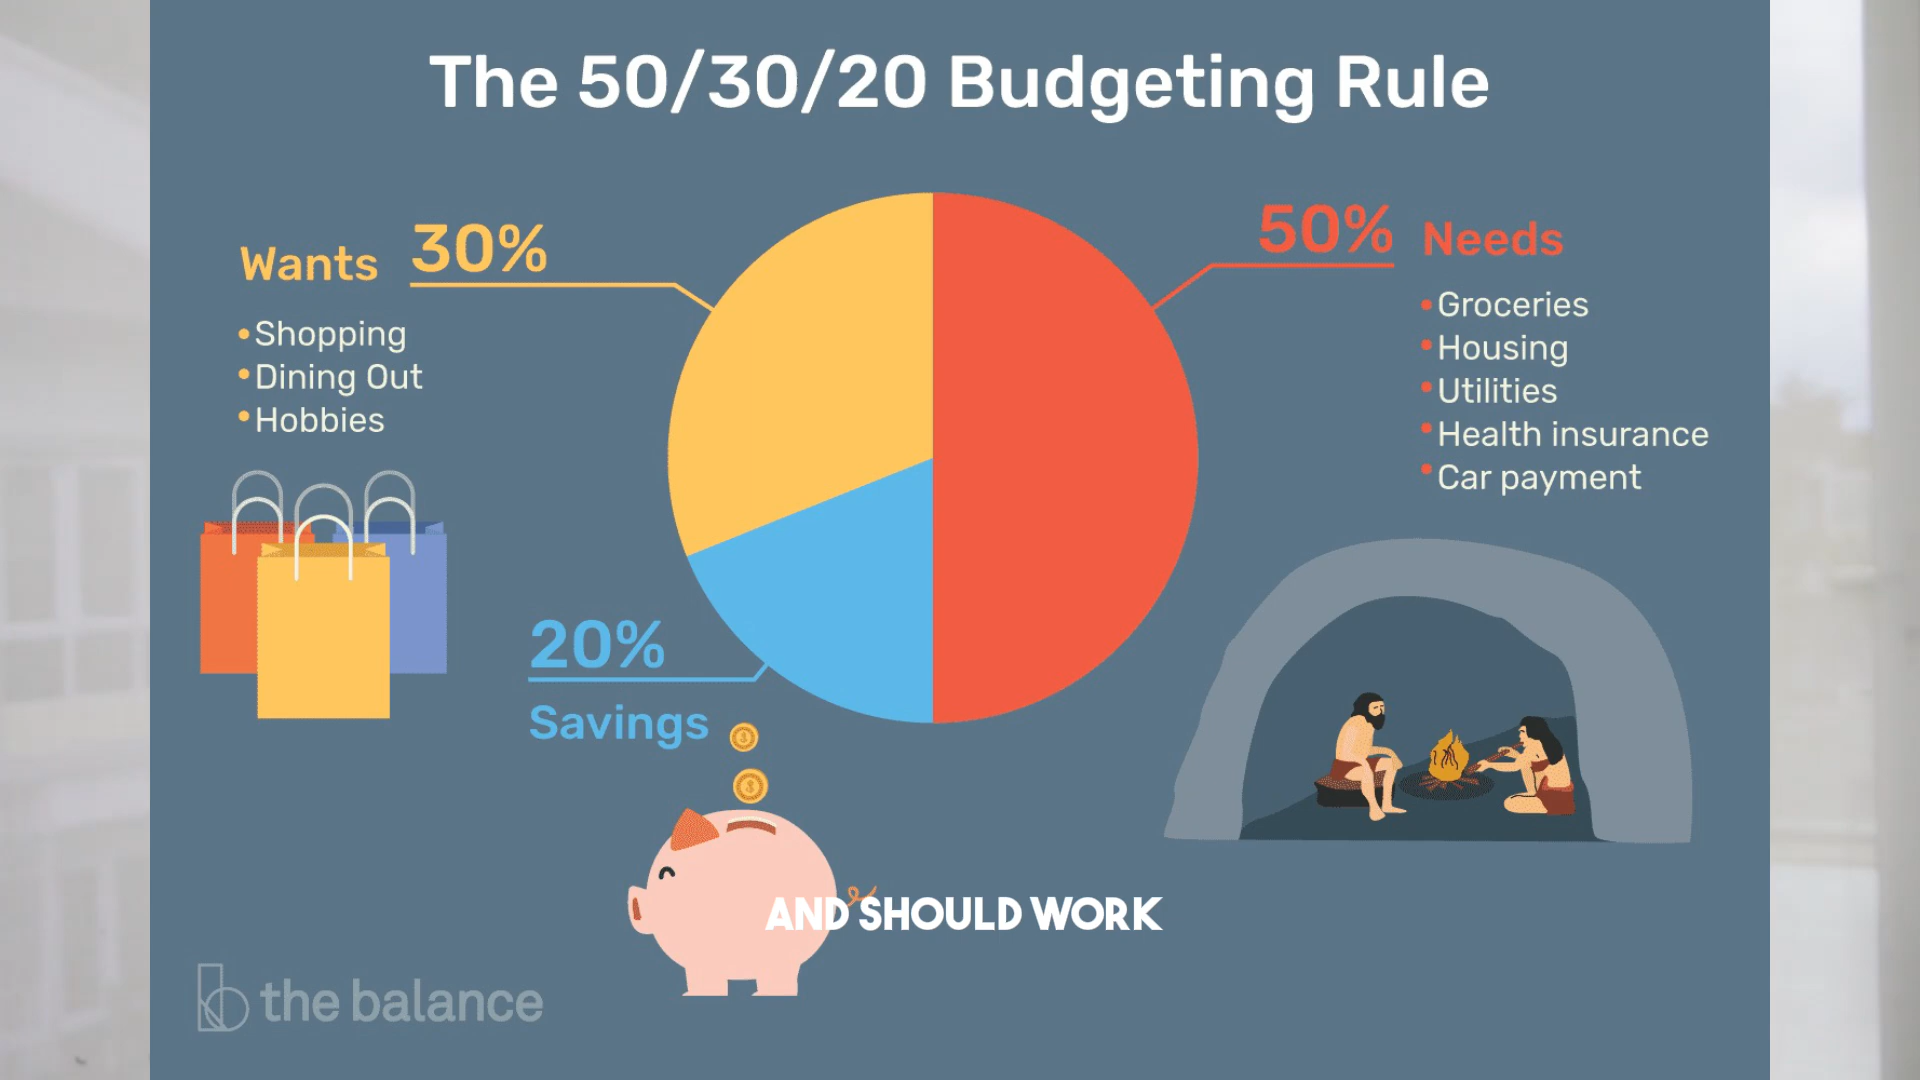 The 50/30/20 Budgeting Rule
Wants 30%
• Shopping
• Dining Out
• Hobbies
50% Needs
• Groceries
• Housing
• Utilities
• Health insurance
• Car payment
20%
Savings
AND SHOULD WORK
the balance